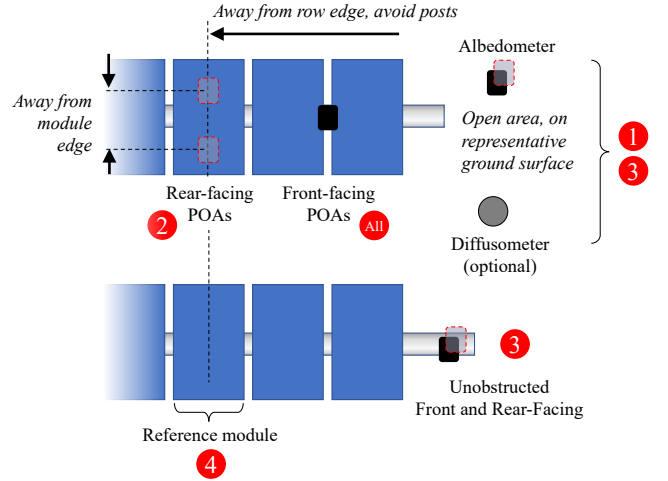 Away from row edge, avoid posts
Away from
module
edge
Rear-facing
POAs
2
Front-facing
POAs
All
Albedometer
Open area, on
representative
ground surface
1
3
Diffusometer
(optional)
3
Unobstructed
Front and Rear-Facing
Reference module
4